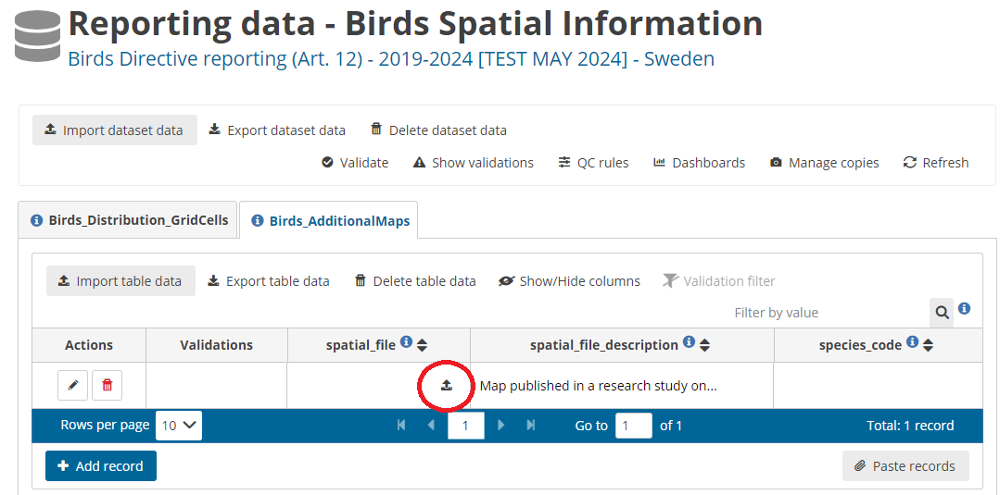 Reporting data - Birds Spatial Information
Birds Directive reporting (Art. 12) - 2019-2024 [TEST MAY 2024] - Sweden
Import dataset data Export dataset data Delete dataset data
Validate Show validations QC rules Dashboards Manage copies Refresh
Birds_Distribution_GridCells Birds_AdditionalMaps
Import table data Export table data Delete table data Show/Hide columns Validation filter
Filter by value
Actions Validations spatial_file spatial_file_description species_code
Map published in a research study on...
Rows per page 10 1 Go to 1 of 1 Total: 1 record
Add record Paste records